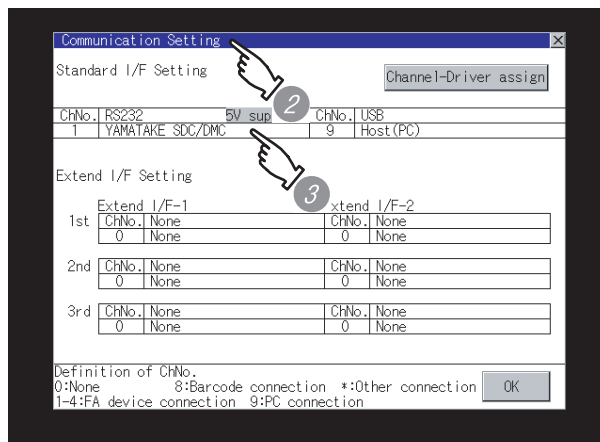 Communication Setting
Standard I/F Setting
Channel-Driver assign
ChNo. RS232 5V sup ChNo. USB
1 YAMATAKE SDC/DMC 9 Host(PC)
2
3
Extend I/F Setting
Extend I/F-1 xtend I/F-2
1st ChNo. None ChNo. None
0 None 0 None
2nd ChNo. None ChNo. None
0 None 0 None
3rd ChNo. None ChNo. None
0 None 0 None
Definition of ChNo.
0:None 8:Barcode connection *:Other connection
1-4:FA device connection 9:PC connection
OK